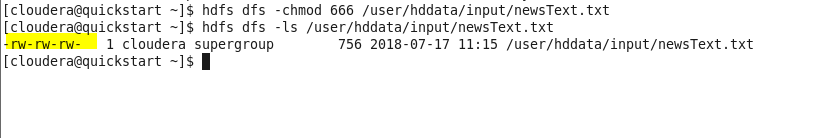 [cloudera@quickstart ~]$ hdfs dfs -chmod 666 /user/hddata/input/newsText.txt
[cloudera@quickstart ~]$ hdfs dfs -ls /user/hddata/input/newsText.txt
-rw-rw-rw-   1 cloudera supergroup        756 2018-07-17 11:15 /user/hddata/input/newsText.txt
[cloudera@quickstart ~]$